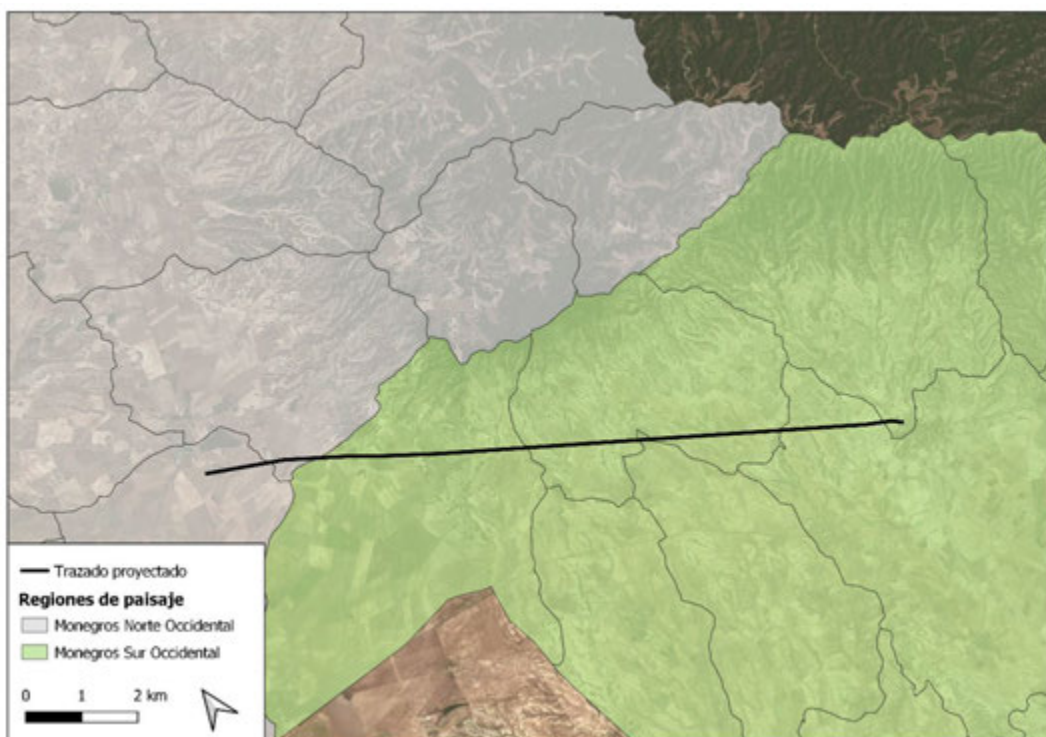 Trazado proyectado
Regiones de paisaje
Monegros Norte Occidental
Monegros Sur Occidental
0 1 2 km